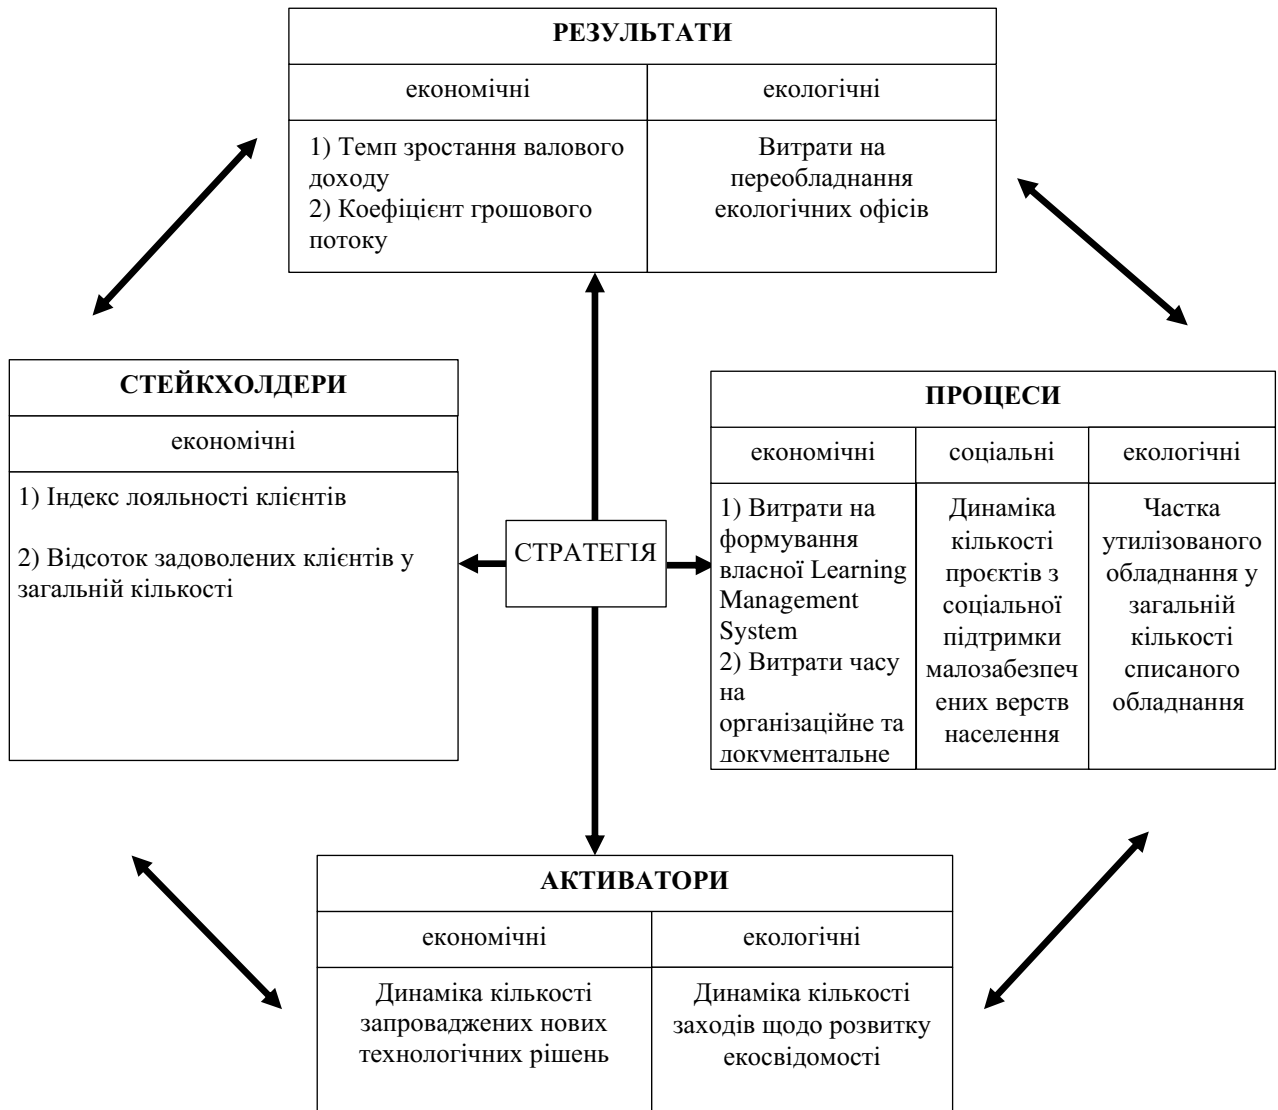 РЕЗУЛЬТАТИ
економічні
екологічні
1) Темп зростання валового
доходу
2) Коефіцієнт грошового
потоку
Витрати на
переобладнання
екологічних офісів
СТЕЙКХОЛДЕРИ
економічні
1) Індекс лояльності клієнтів
2) Відсоток задоволених клієнтів у
загальній кількості
СТРАТЕГІЯ
ПРОЦЕСИ
економічні
соціальні
екологічні
1) Витрати на
формування
власної Learning
Management
System
2) Витрати часу
на
організаційне та
документальне
Динаміка
кількості
проєктів з
соціальної
підтримки
малозабезпеч
ених верств
населення
Частка
утилізованого
обладнання у
загальній
кількості
списаного
обладнання
АКТИВАТОРИ
економічні
екологічні
Динаміка кількості
запроваджених нових
технологічних рішень
Динаміка кількості
заходів щодо розвитку
екосвідомості